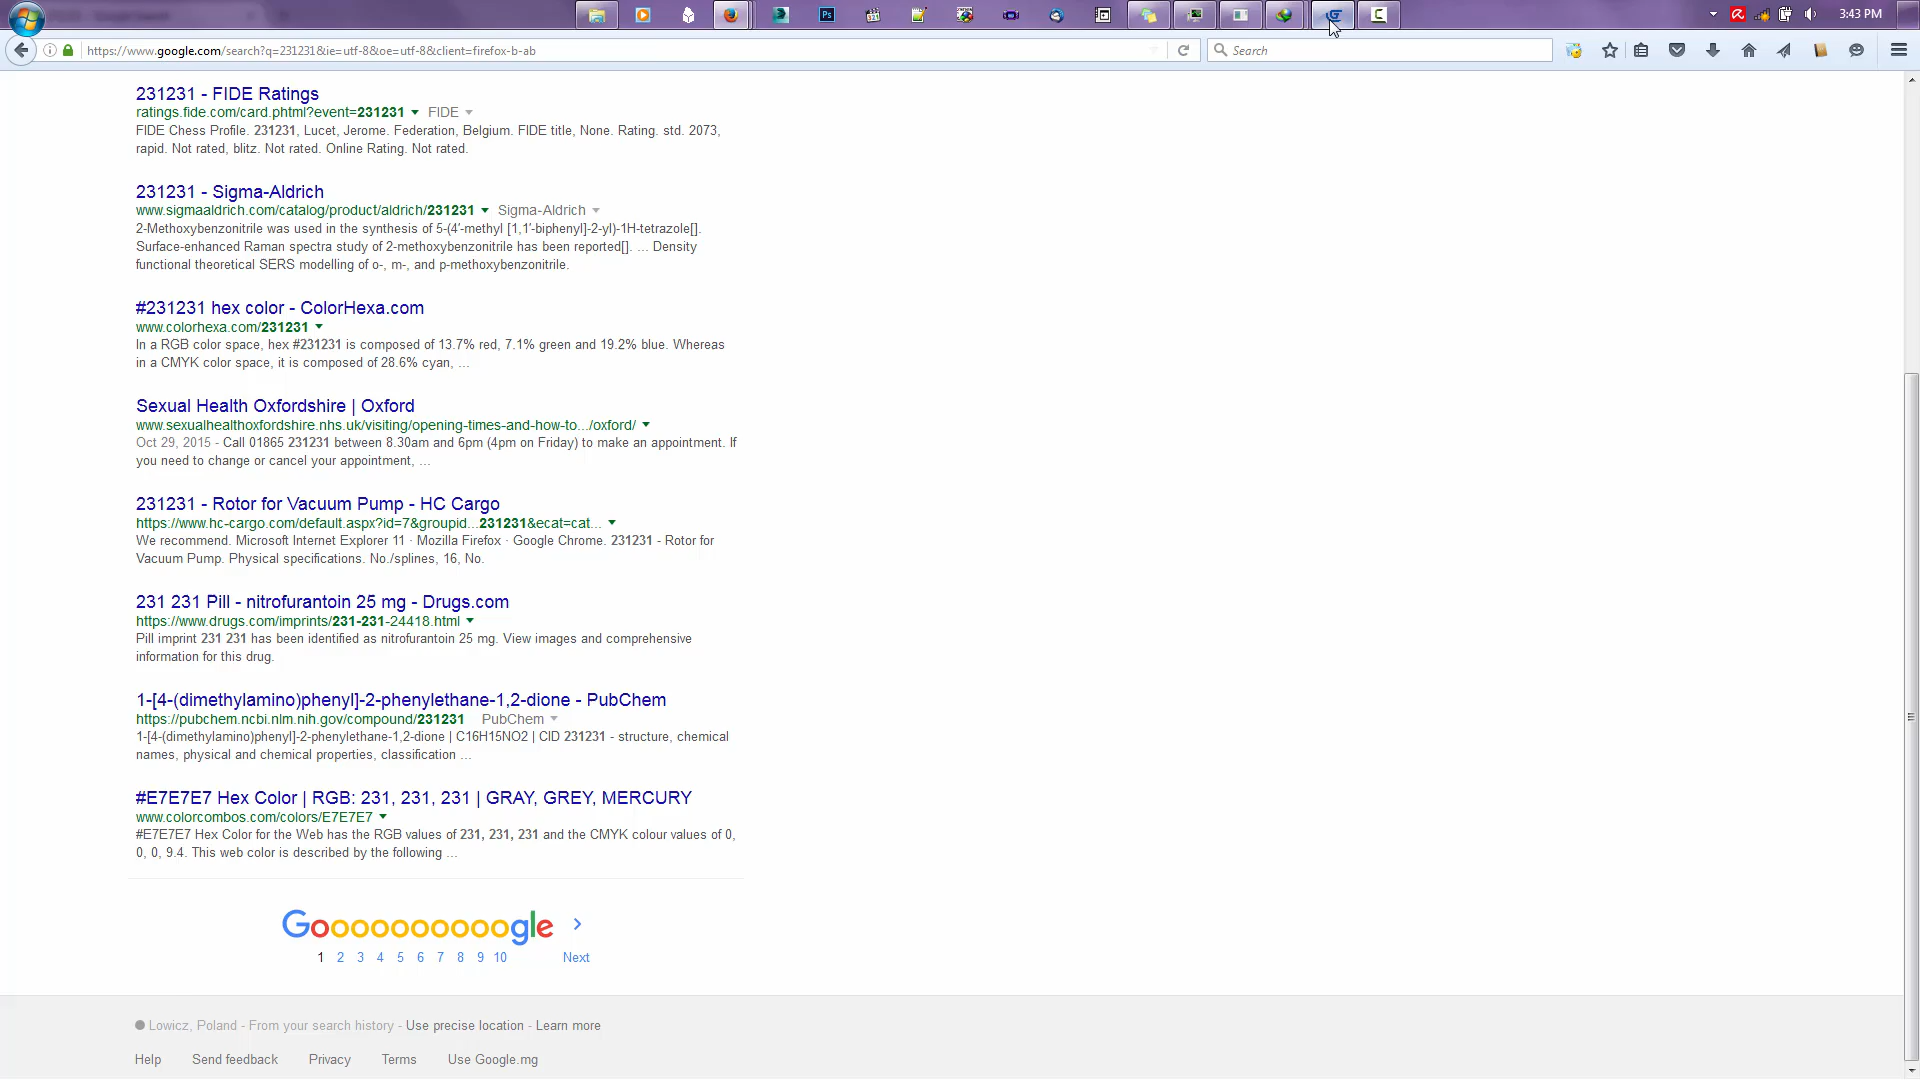 3:43 PM
https://www.google.com/search?q=231231&ie=utf-8&oe=utf-8&client=firefox-b-ab
Search
231231 - FIDE Ratings
ratings.fide.com/card.phtml?event=231231 FIDE
FIDE Chess Profile. 231231, Lucet, Jerome. Federation, Belgium. FIDE title, None. Rating. std. 2073,
rapid. Not rated, blitz. Not rated. Online Rating. Not rated.
231231 - Sigma-Aldrich
www.sigmaaldrich.com/catalog/product/aldrich/231231 Sigma-Aldrich
2-Methoxybenzonitrile was used in the synthesis of 5-(4′-methyl [1,1′-biphenyl]-2-yl)-1H-tetrazole[].
Surface-enhanced Raman spectra study of 2-methoxybenzonitrile has been reported[]. ... Density
functional theoretical SERS modelling of o-, m-, and p-methoxybenzonitrile.
#231231 hex color - ColorHexa.com
www.colorhexa.com/231231
In a RGB color space, hex #231231 is composed of 13.7% red, 7.1% green and 19.2% blue. Whereas
in a CMYK color space, it is composed of 28.6% cyan, ...
Sexual Health Oxfordshire | Oxford
www.sexualhealthoxfordshire.nhs.uk/visiting/opening-times-and-how-to.../oxford/
Oct 29, 2015 - Call 01865 231231 between 8.30am and 6pm (4pm on Friday) to make an appointment. If
you need to change or cancel your appointment, ...
231231 - Rotor for Vacuum Pump - HC Cargo
https://www.hc-cargo.com/default.aspx?id=7&groupid...231231&ecat=cat...
We recommend. Microsoft Internet Explorer 11 · Mozilla Firefox · Google Chrome. 231231 - Rotor for
Vacuum Pump. Physical specifications. No./splines, 16, No.
231 231 Pill - nitrofurantoin 25 mg - Drugs.com
https://www.drugs.com/imprints/231-231-24418.html
Pill imprint 231 231 has been identified as nitrofurantoin 25 mg. View images and comprehensive
information for this drug.
1-[4-(dimethylamino)phenyl]-2-phenylethane-1,2-dione - PubChem
https://pubchem.ncbi.nlm.nih.gov/compound/231231 PubChem
1-[4-(dimethylamino)phenyl]-2-phenylethane-1,2-dione | C16H15NO2 | CID 231231 - structure, chemical
names, physical and chemical properties, classification ...
#E7E7E7 Hex Color | RGB: 231, 231, 231 | GRAY, GREY, MERCURY
www.colorcombos.com/colors/E7E7E7
#E7E7E7 Hex Color for the Web has the RGB values of 231, 231, 231 and the CMYK colour values of 0,
0, 0, 9.4. This web color is described by the following ...
Goooooooooogle >
1 2 3 4 5 6 7 8 9 10 Next
Lowicz, Poland - From your search history - Use precise location - Learn more
Help Send feedback Privacy Terms Use Google.mg